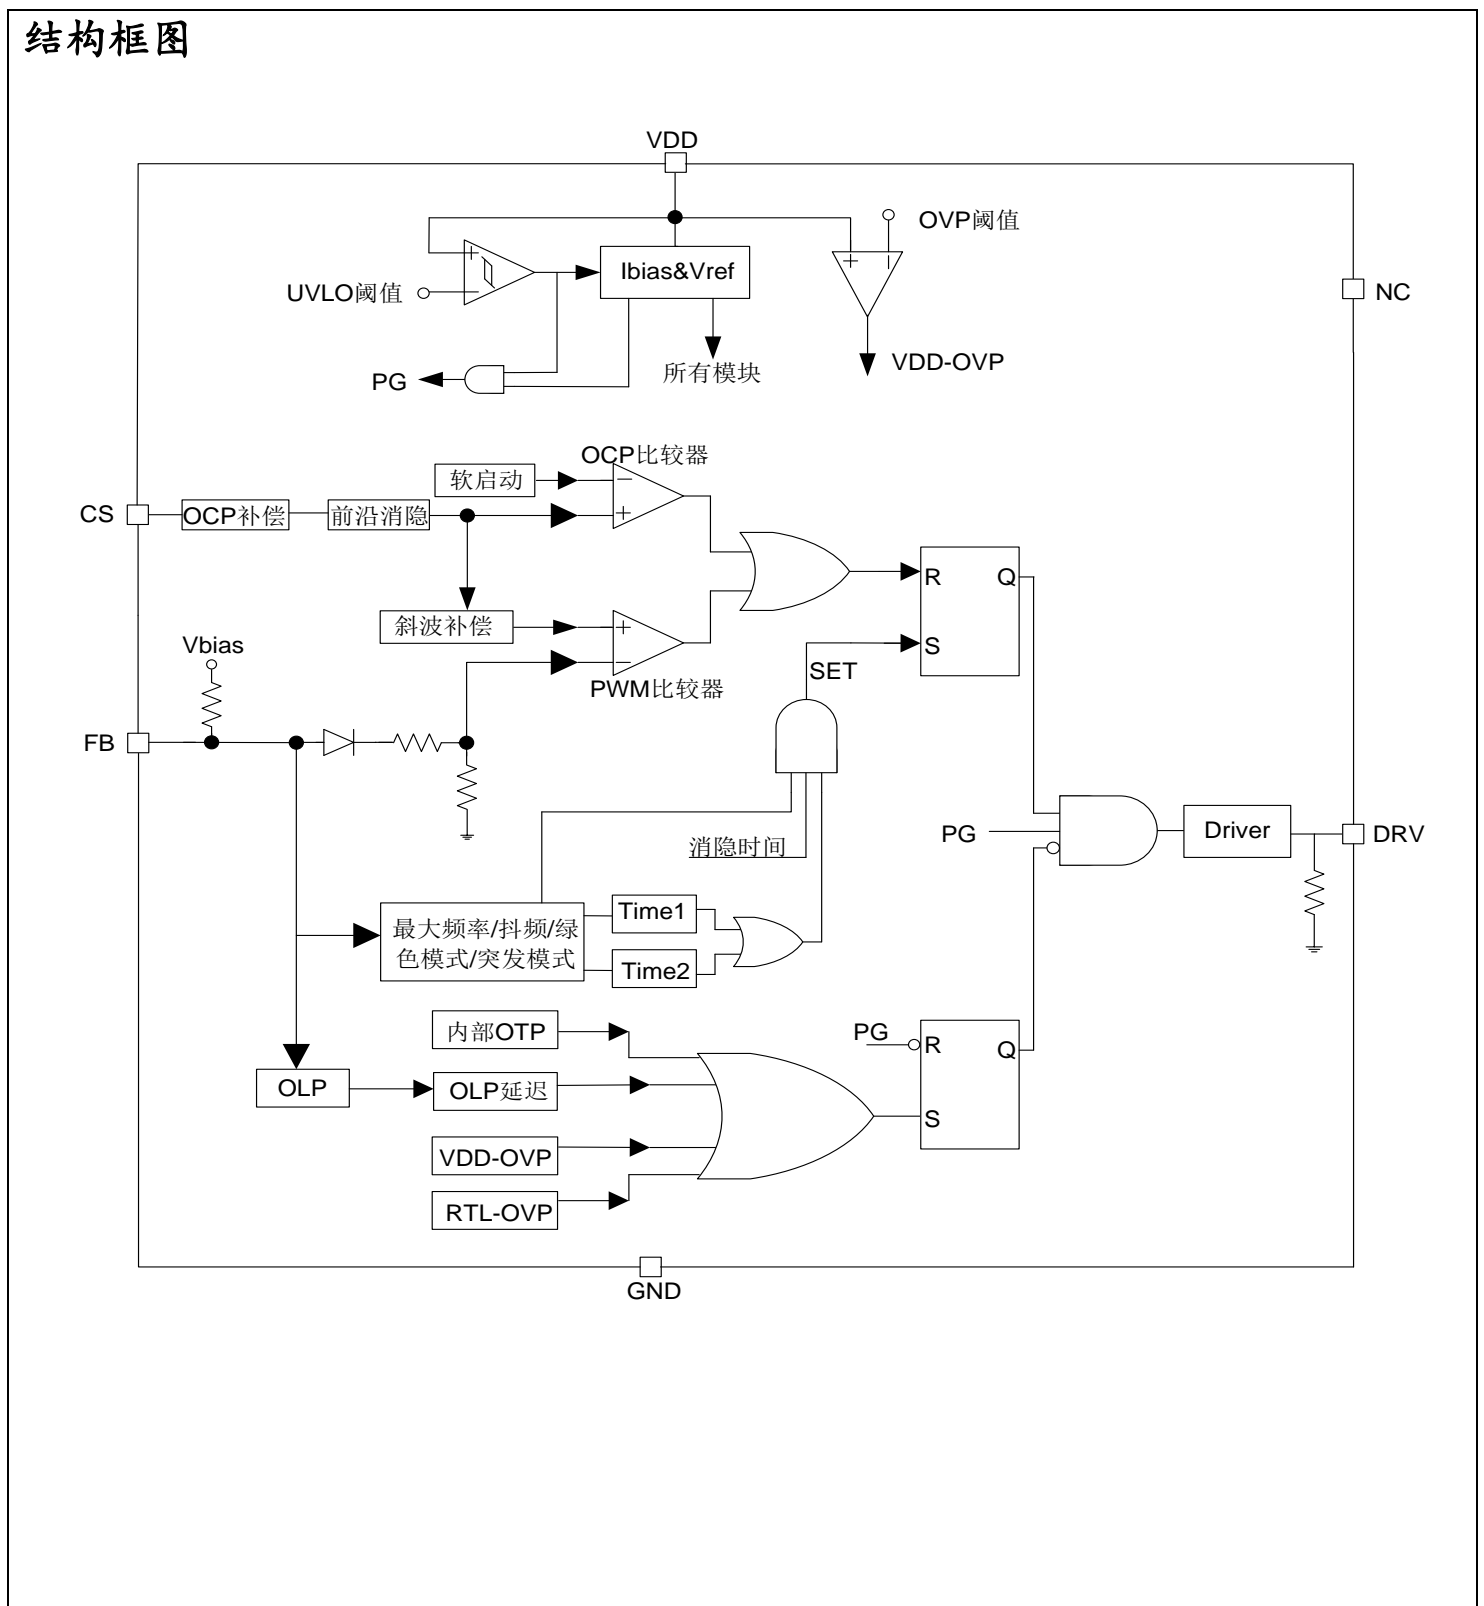 结构框图
VDD
OVP阈值
Ibias&Vref
UVLO阈值
NC
VDD-OVP
所有模块
PG
OCP比较器
软启动
CS
OCP补偿
前沿消隐
R
Q
斜波补偿
S
Vbias
SET
PWM比较器
FB
PG
Driver
DRV
消隐时间
Time1
最大频率/抖频/绿
色模式/突发模式
Time2
内部OTP
PG
R
Q
OLP
OLP延迟
S
VDD-OVP
RTL-OVP
GND